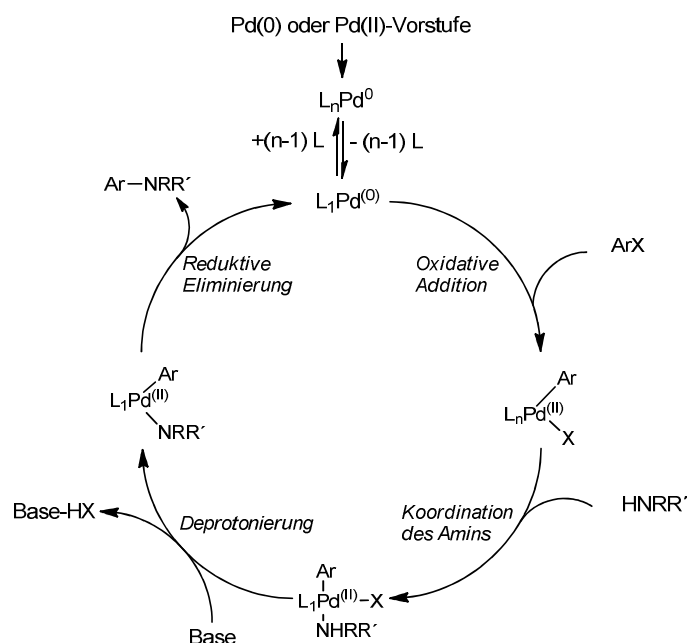 Pd(0) oder Pd(II)-Vorstufe
LₙPd⁰
+(n-1) L - (n-1) L
Ar—NRR´
L₁Pd⁽⁰⁾
ArX
Reduktive
Eliminierung
Oxidative
Addition
Ar
L₁Pd⁽ᴵᴵ⁾
NRR´
Ar
LₙPd⁽ᴵᴵ⁾
X
Base-HX
Deprotonierung
Koordination
des Amins
HNRR´
Ar
L₁Pd⁽ᴵᴵ⁾—X
NHRR´
Base